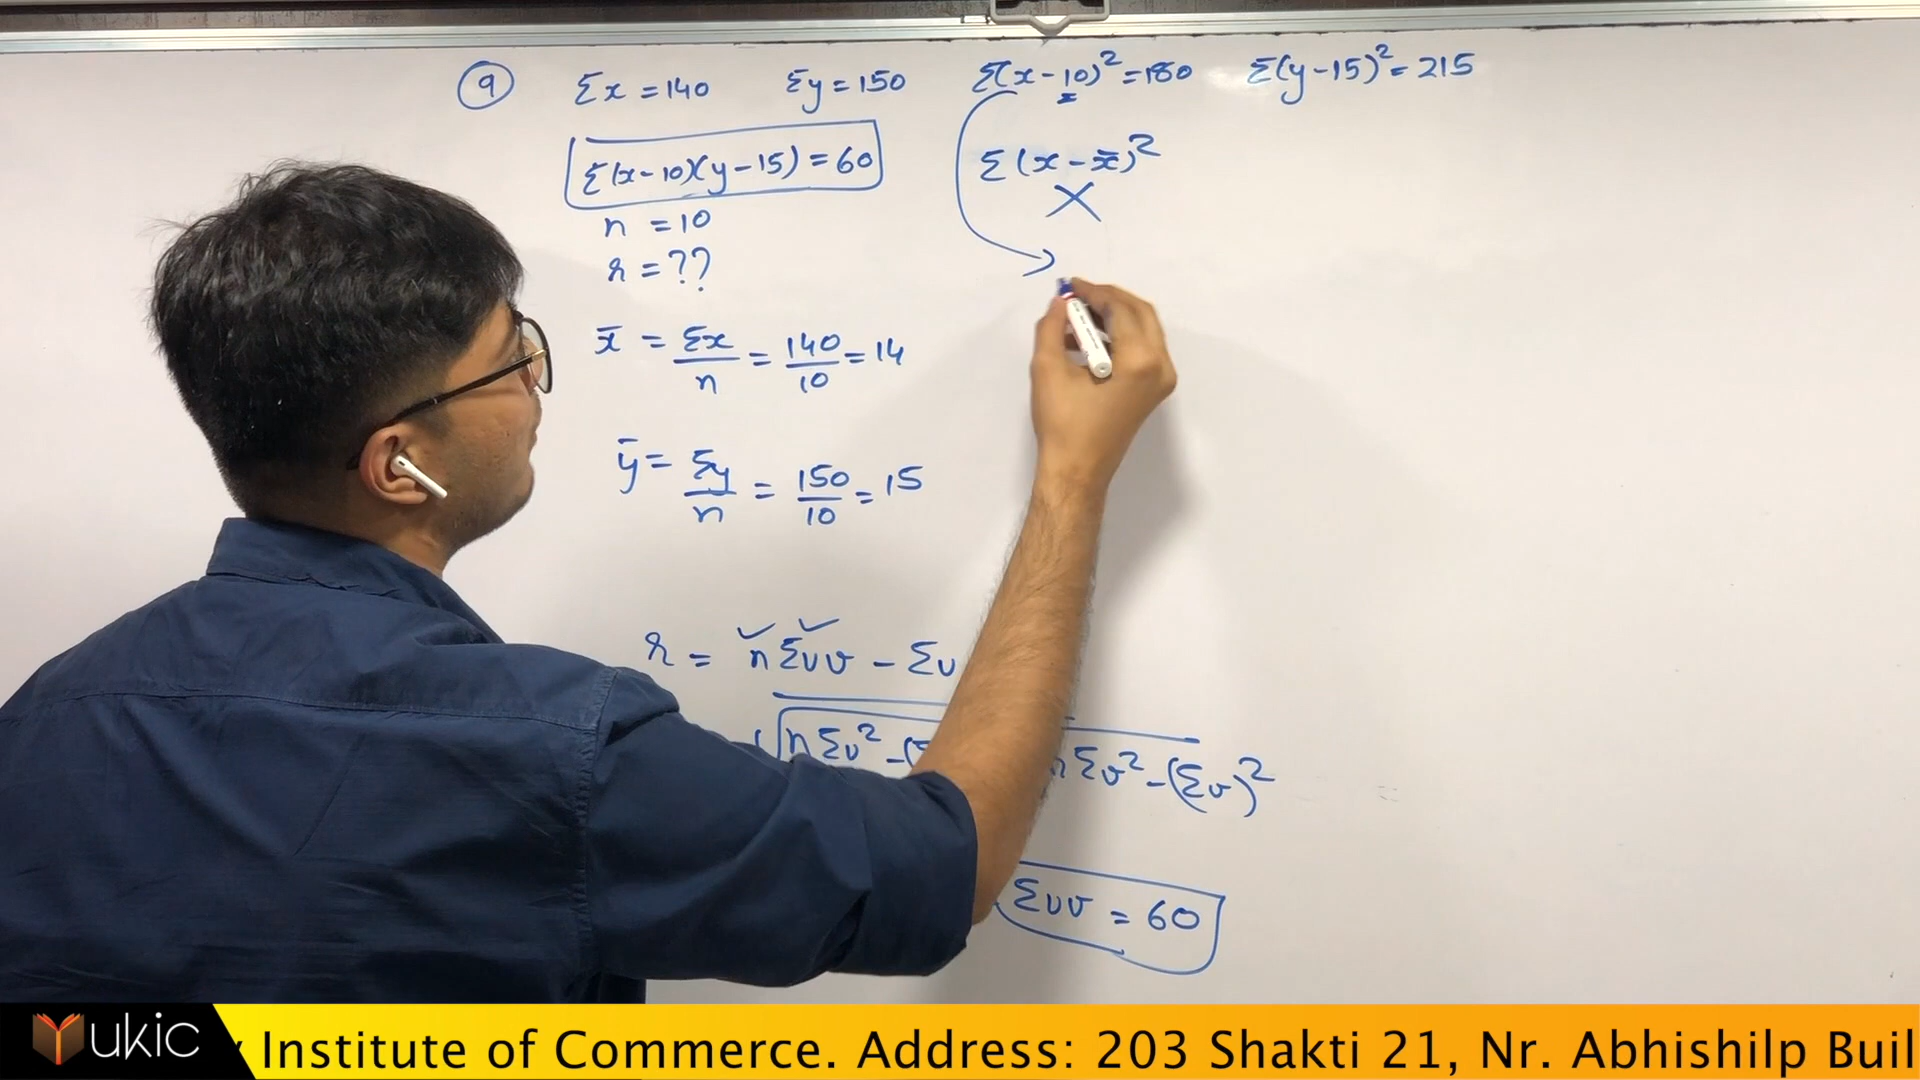 9 Σx = 140 Σy = 150 Σ(x-10)² = 180 Σ(y-15)² = 215
Σ(x-10)(y-15) = 60
Σ(x-x̄)²
X
n = 10
r = ??
x̄ = Σx/n = 140/10 = 14
ȳ = Σy/n = 150/10 = 15
r = nΣuv - Σu
√nΣu² - nΣv² - (Σv)²
Σuv = 60
Yukic Institute of Commerce. Address: 203 Shakti 21, Nr. Abhishilp Buil